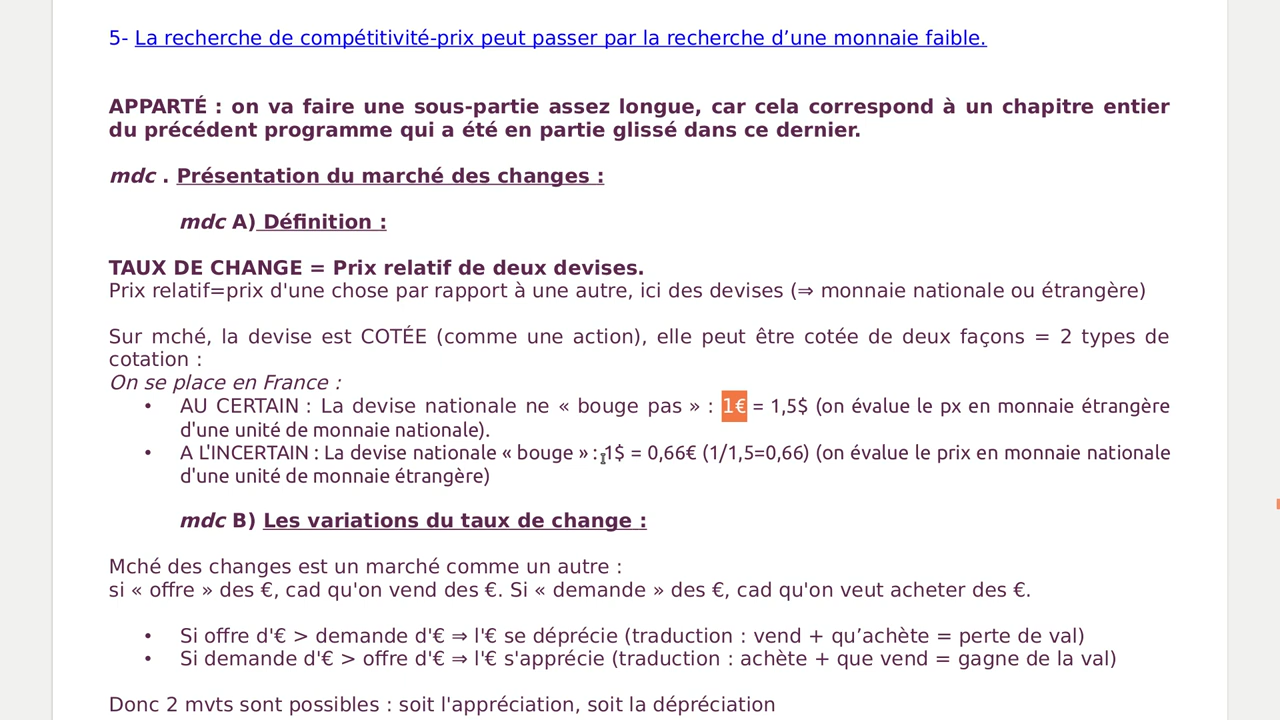 5- La recherche de compétitivité-prix peut passer par la recherche d’une monnaie faible.
APPARTÉ : on va faire une sous-partie assez longue, car cela correspond à un chapitre entier
du précédent programme qui a été en partie glissé dans ce dernier.
mdc . Présentation du marché des changes :
mdc A) Définition :
TAUX DE CHANGE = Prix relatif de deux devises.
Prix relatif=prix d'une chose par rapport à une autre, ici des devises (⇒ monnaie nationale ou étrangère)
Sur mché, la devise est COTÉE (comme une action), elle peut être cotée de deux façons = 2 types de
cotation :
On se place en France :
• AU CERTAIN : La devise nationale ne « bouge pas » : 1€ = 1,5$ (on évalue le px en monnaie étrangère
d'une unité de monnaie nationale).
• A L'INCERTAIN : La devise nationale « bouge » : 1$ = 0,66€ (1/1,5=0,66) (on évalue le prix en monnaie nationale
d'une unité de monnaie étrangère)
mdc B) Les variations du taux de change :
Mché des changes est un marché comme un autre :
si « offre » des €, cad qu'on vend des €. Si « demande » des €, cad qu'on veut acheter des €.
• Si offre d'€ > demande d'€ ⇒ l'€ se déprécie (traduction : vend + qu’achète = perte de val)
• Si demande d'€ > offre d'€ ⇒ l'€ s'apprécie (traduction : achète + que vend = gagne de la val)
Donc 2 mvts sont possibles : soit l'appréciation, soit la dépréciation